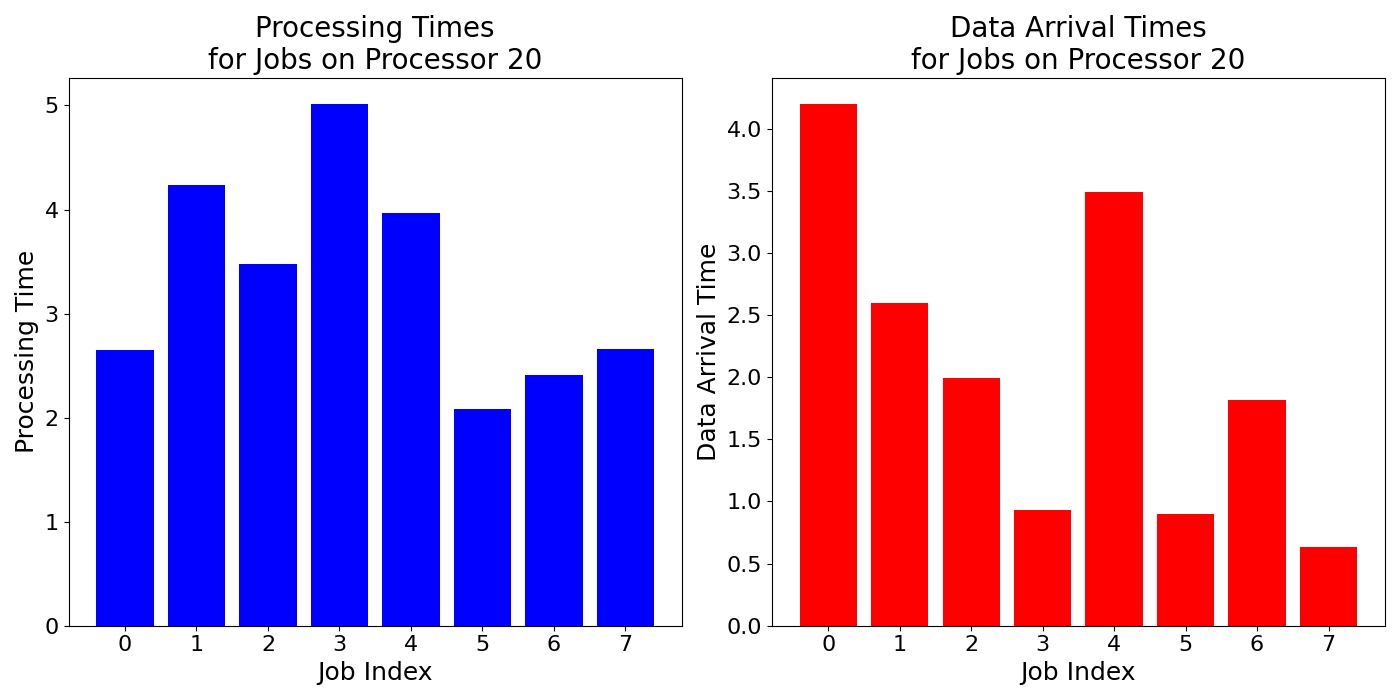 Processing Times
for Jobs on Processor 20
Processing Time
5
4
3
2
1
0
0 1 2 3 4 5 6 7
Job Index
Data Arrival Times
for Jobs on Processor 20
Data Arrival Time
4.0
3.5
3.0
2.5
2.0
1.5
1.0
0.5
0.0
0 1 2 3 4 5 6 7
Job Index